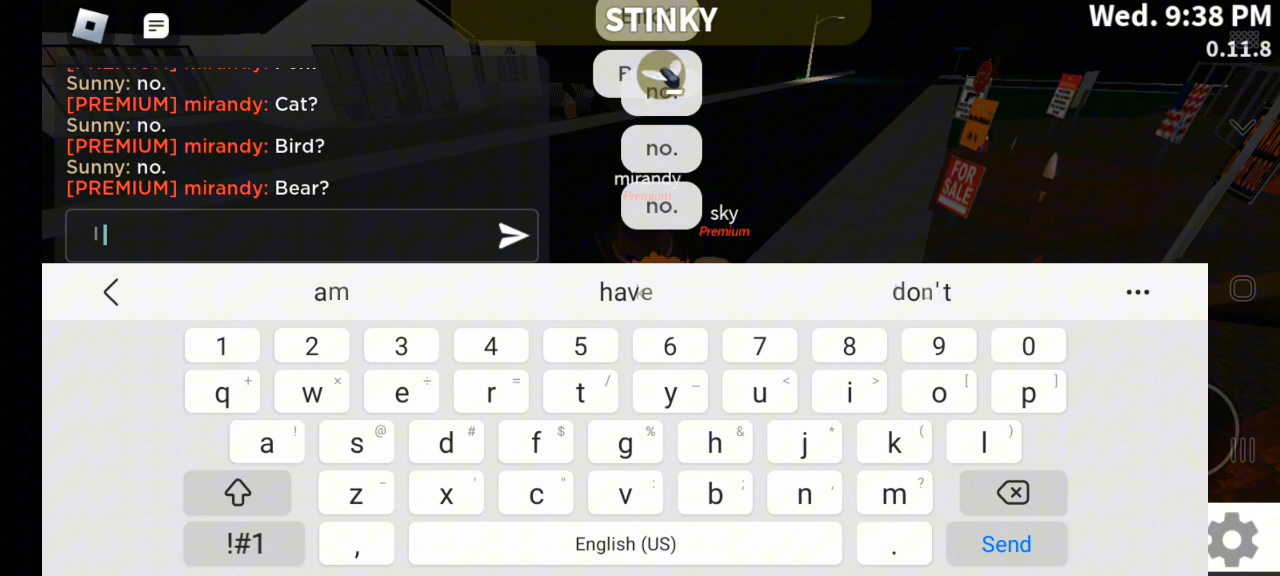 STINKY
Wed. 9:38 PM
0.11.8
Sunny: no.
[PREMIUM] mirandy: Cat?
Sunny: no.
[PREMIUM] mirandy: Bird?
Sunny: no.
[PREMIUM] mirandy: Bear?
I
no.
no.
mirandy
Premium
no.
sky
Premium
FOR
SALE
am
have
don't
1 2 3 4 5 6 7 8 9 0
q + w × e ÷ r = t / y _ u < i > o [ p ]
a ! s @ d # f $ g % h & j * k ( l )
z - x ' c " v : b ; n , m ?
!#1 , English (US) . Send